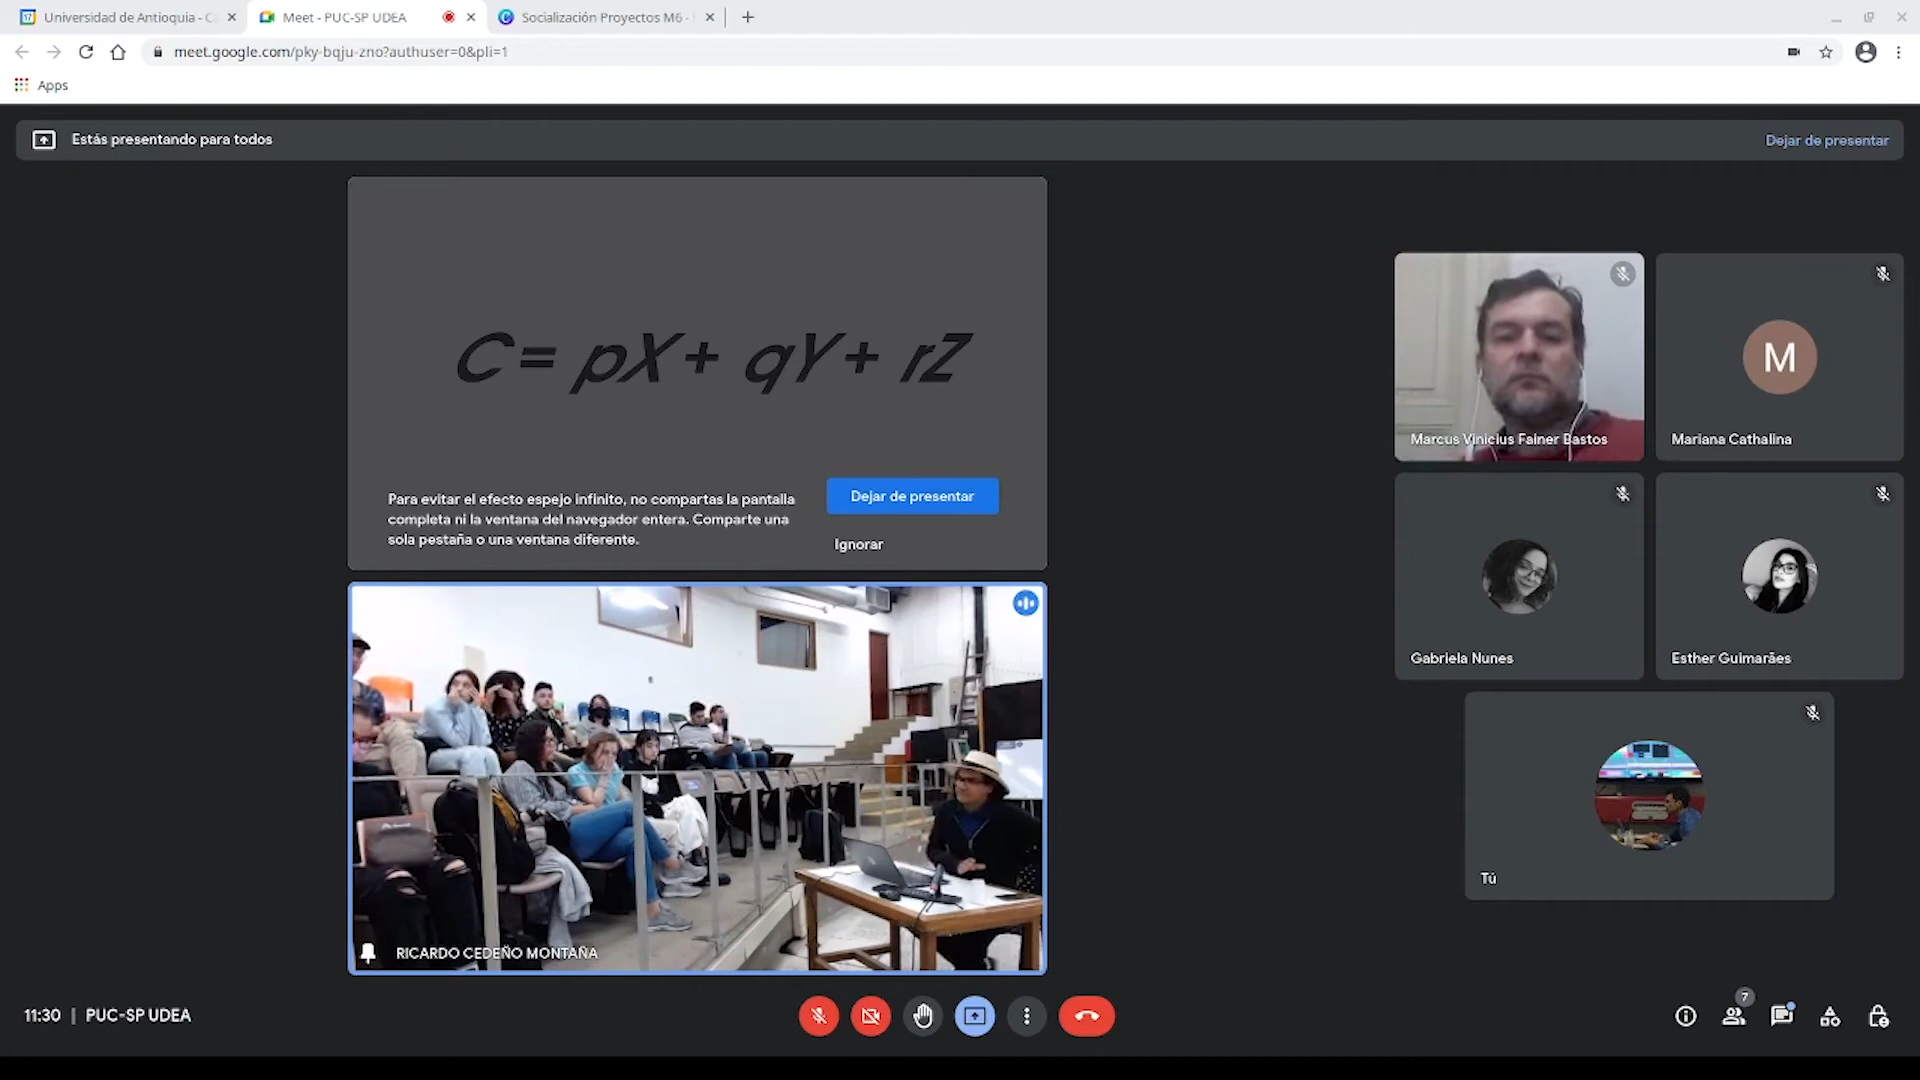 Universidad de Antioquia - C
Meet - PUC-SP UDEA
Socialización Proyectos M6 -
meet.google.com/pky-bqju-zno?authuser=0&pli=1
Apps
Estás presentando para todos
Dejar de presentar
C = pX + qY + rZ
Para evitar el efecto espejo infinito, no compartas la pantalla
completa ni la ventana del navegador entera. Comparte una
sola pestaña o una ventana diferente.
Dejar de presentar
Ignorar
Marcus Vinicius Fainer Bastos
M
Mariana Cathalina
Gabriela Nunes
Esther Guimarães
Tú
RICARDO CEDEÑO MONTAÑA
11:30 | PUC-SP UDEA
7